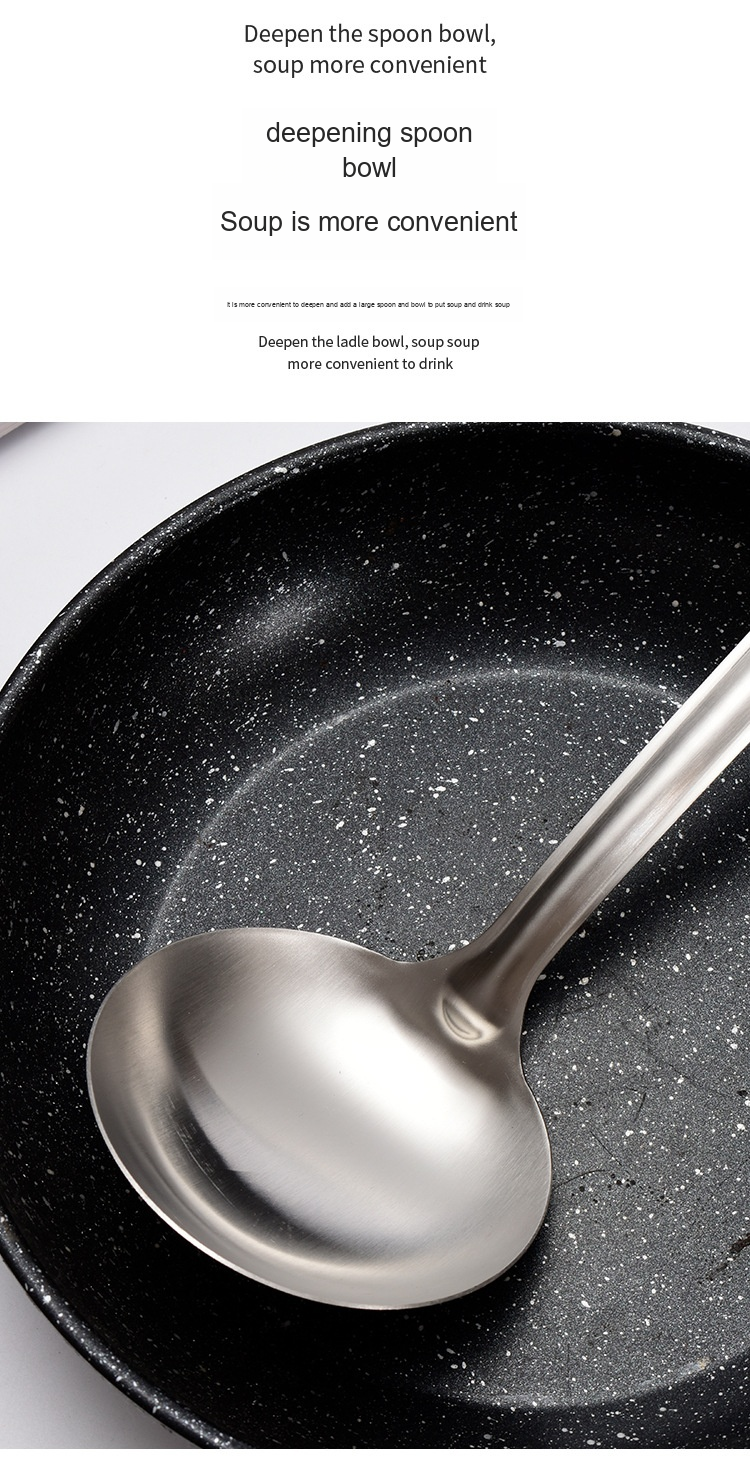 Deepen the spoon bowl,
soup more convenient
deepening spoon
bowl
Soup is more convenient
It is more convenient to deepen and add a large spoon and bowl to put soup and drink soup
Deepen the ladle bowl, soup soup
more convenient to drink